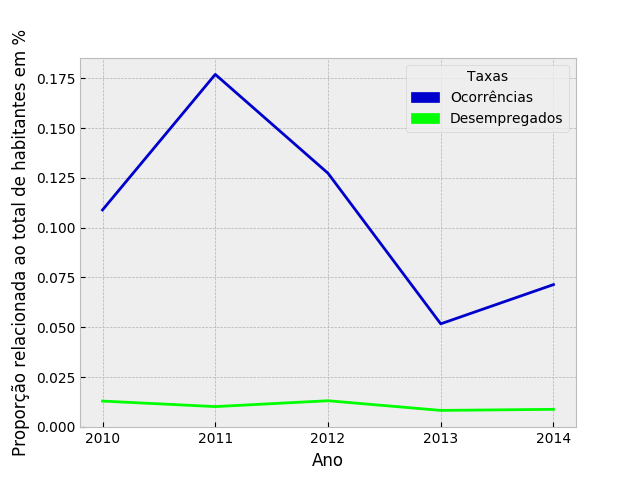 Proporção relacionada ao total de habitantes em %
0.175
0.150
0.125
0.100
0.075
0.050
0.025
0.000
Taxas
Ocorrências
Desempregados
2010 2011 2012 2013 2014
Ano